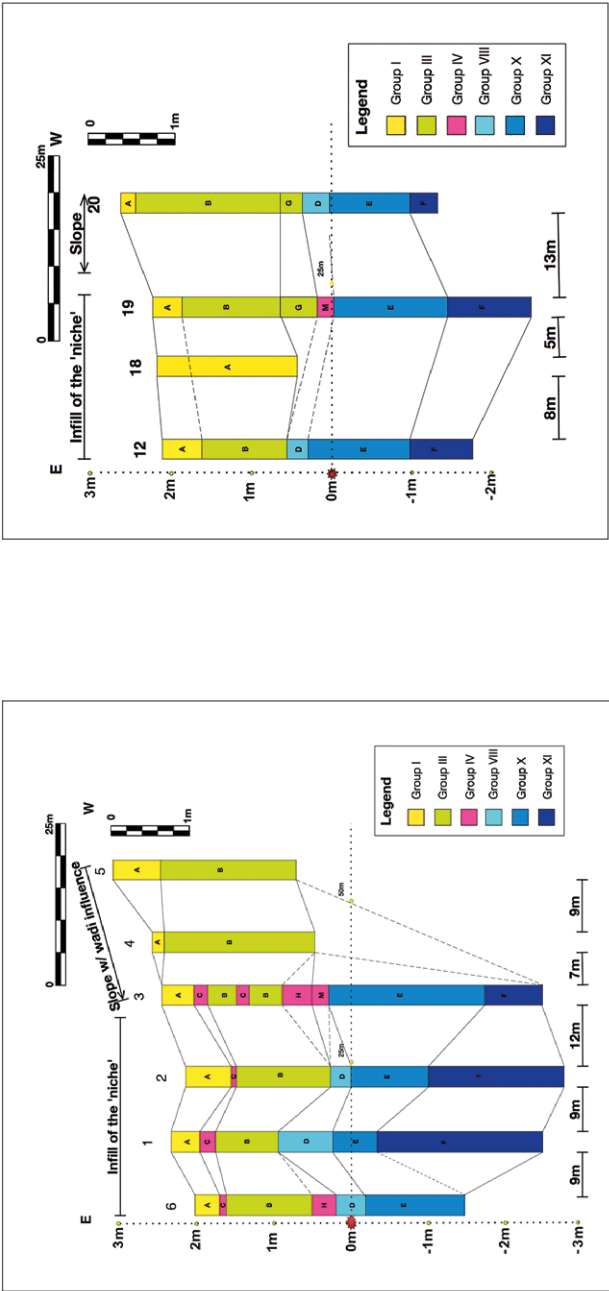 0 25m
E W
Infill of the 'niche' Slope
12 18 19 20
0 1m
3m
2m
1m
0m
-1m
-2m
A B D E F
A
A B G M E F
A B G D E F
25m
8m 5m 13m
Legend
Group I
Group III
Group IV
Group VIII
Group X
Group XI
0 25m
E W
Infill of the 'niche' Slope w/ wadi influence
6 1 2 3 4 5
0 1m
3m
2m
1m
0m
-1m
-2m
-3m
A C B H D E
A C B D E F
A C B D E F
A C B C B H M E F
A B
A B
25m 50m
9m 9m 12m 7m 9m
Legend
Group I
Group III
Group IV
Group VIII
Group X
Group XI